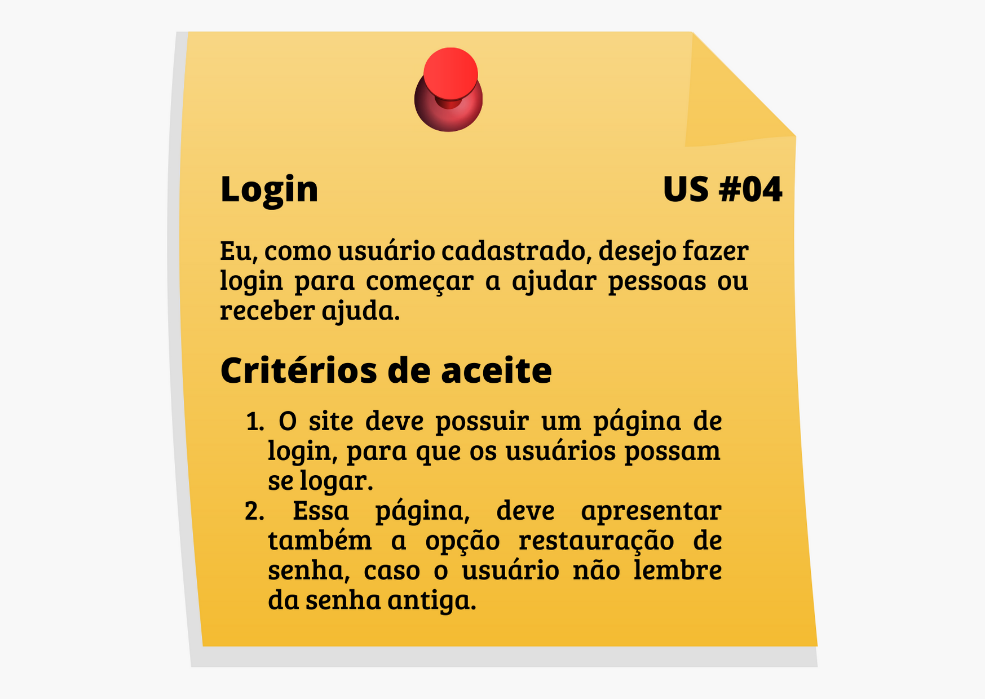 Login US #04
Eu, como usuário cadastrado, desejo fazer
login para começar a ajudar pessoas ou
receber ajuda.
Critérios de aceite
1. O site deve possuir um página de
login, para que os usuários possam
se logar.
2. Essa página, deve apresentar
também a opção restauração de
senha, caso o usuário não lembre
da senha antiga.